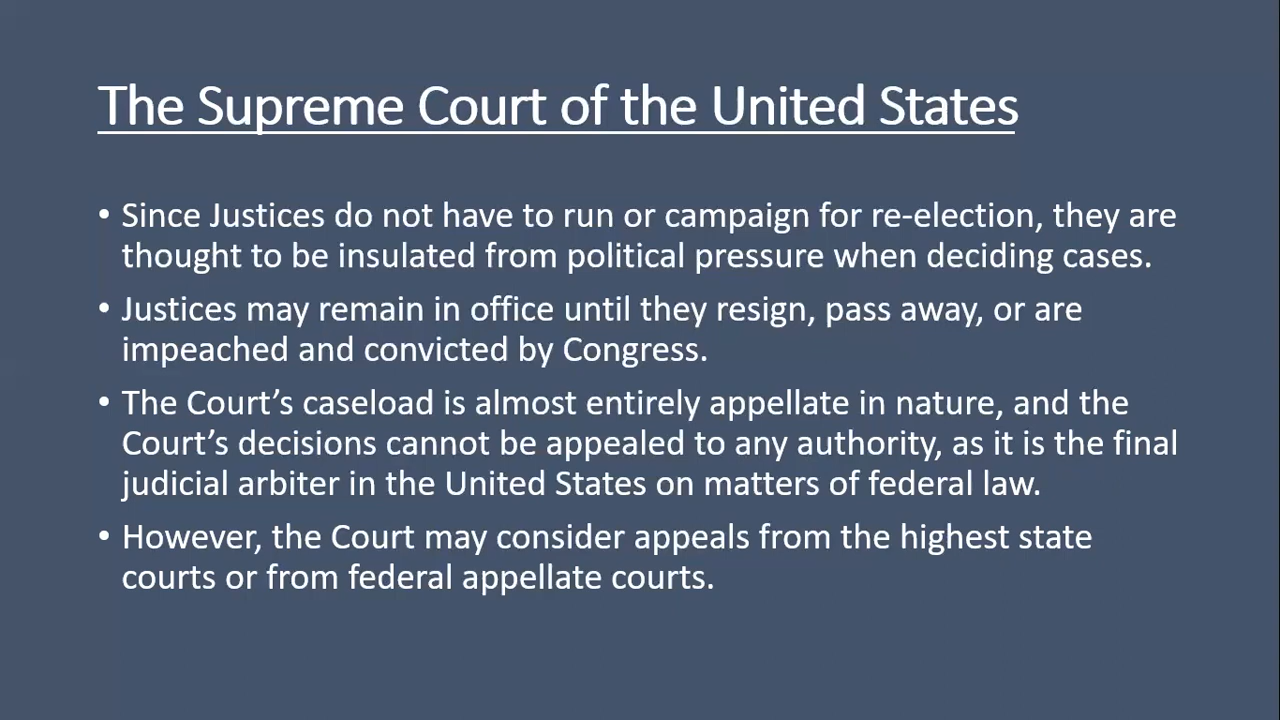 The Supreme Court of the United States
• Since Justices do not have to run or campaign for re-election, they are
thought to be insulated from political pressure when deciding cases.
• Justices may remain in office until they resign, pass away, or are
impeached and convicted by Congress.
• The Court’s caseload is almost entirely appellate in nature, and the
Court’s decisions cannot be appealed to any authority, as it is the final
judicial arbiter in the United States on matters of federal law.
• However, the Court may consider appeals from the highest state
courts or from federal appellate courts.